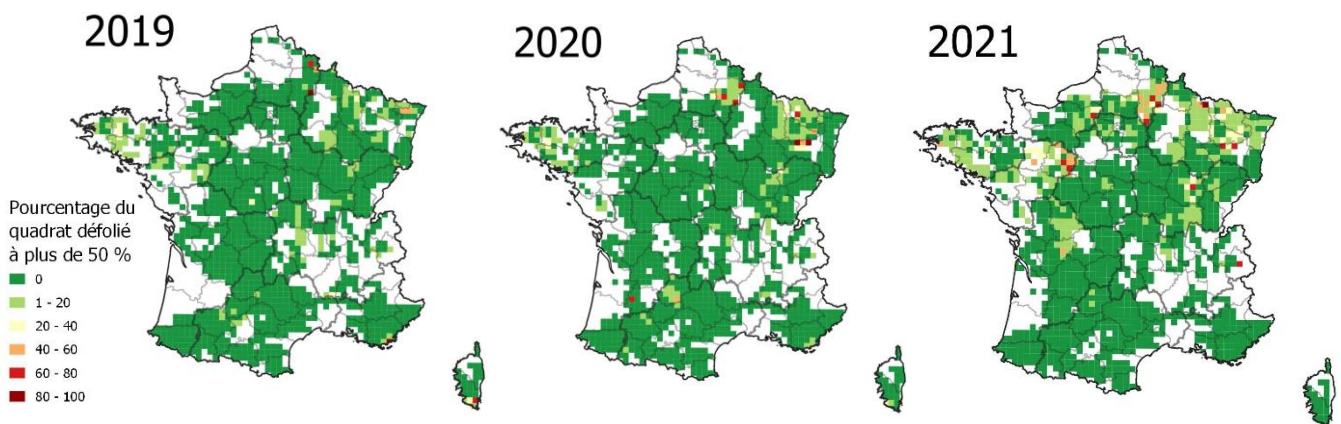 2019
2020
2021
Pourcentage du
quadrat défolié
à plus de 50 %
0
1 - 20
20 - 40
40 - 60
60 - 80
80 - 100